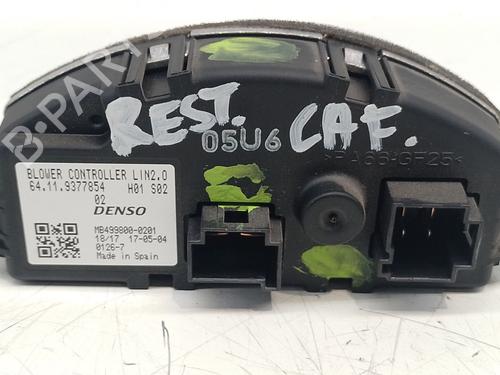 B-PARTS
REST. CAF.
05U6
>PA66-GF25<
BLOWER CONTROLLER LIN2.0
64.11.9377854 H01 S02
02
DENSO
MB499800-0201
18/17 17-05-04
0126-7
Made in Spain